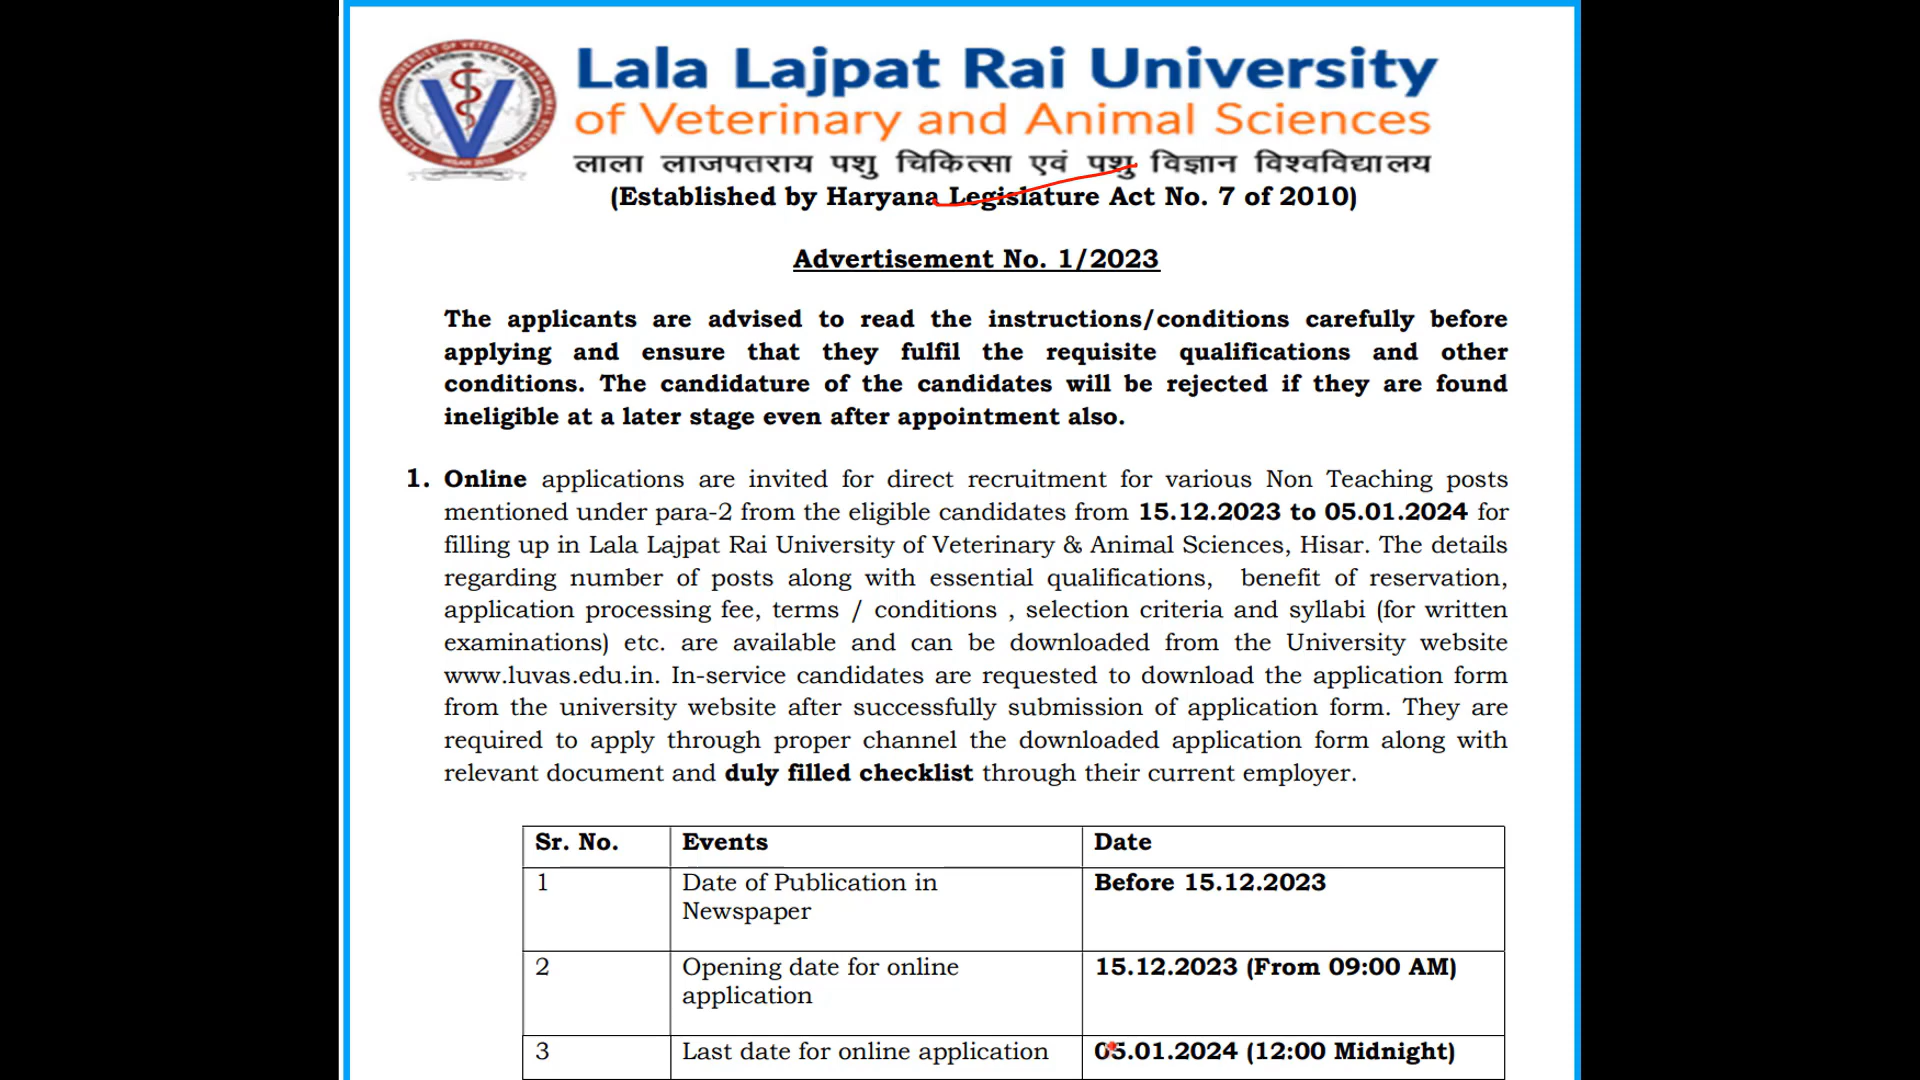 Lala Lajpat Rai University
of Veterinary and Animal Sciences
लाला लाजपतराय पशु चिकित्सा एवं पशु विज्ञान विश्वविद्यालय
(Established by Haryana Legislature Act No. 7 of 2010)
Advertisement No. 1/2023
The applicants are advised to read the instructions/conditions carefully before
applying and ensure that they fulfil the requisite qualifications and other
conditions. The candidature of the candidates will be rejected if they are found
ineligible at a later stage even after appointment also.
1. Online applications are invited for direct recruitment for various Non Teaching posts
mentioned under para-2 from the eligible candidates from 15.12.2023 to 05.01.2024 for
filling up in Lala Lajpat Rai University of Veterinary & Animal Sciences, Hisar. The details
regarding number of posts along with essential qualifications, benefit of reservation,
application processing fee, terms / conditions , selection criteria and syllabi (for written
examinations) etc. are available and can be downloaded from the University website
www.luvas.edu.in. In-service candidates are requested to download the application form
from the university website after successfully submission of application form. They are
required to apply through proper channel the downloaded application form along with
relevant document and duly filled checklist through their current employer.
Sr. No. Events Date
1 Date of Publication in Before 15.12.2023
Newspaper
2 Opening date for online 15.12.2023 (From 09:00 AM)
application
3 Last date for online application 05.01.2024 (12:00 Midnight)